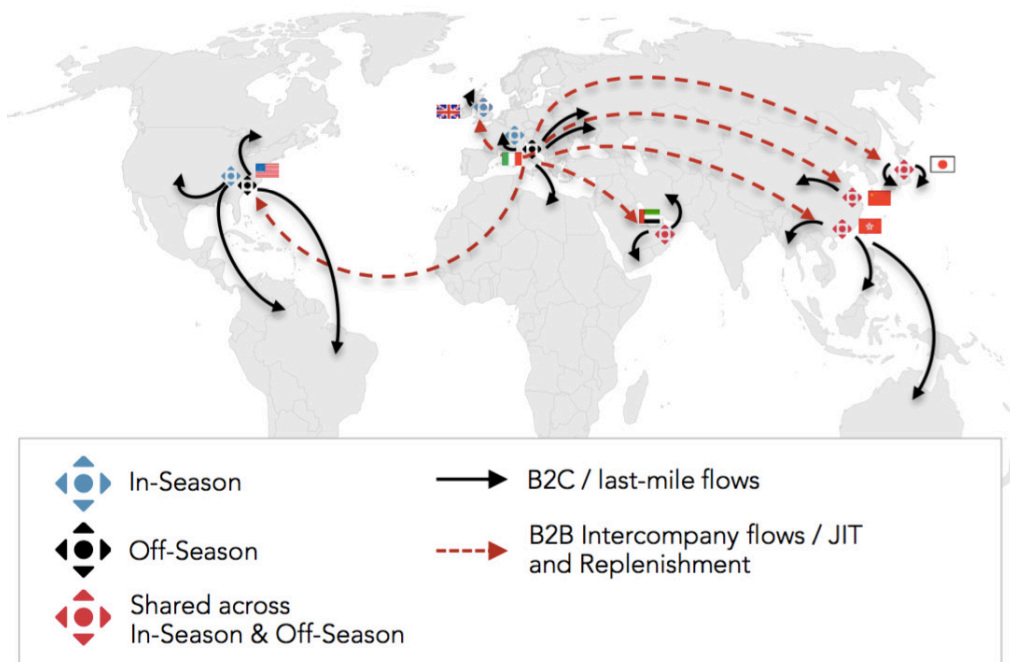 In-Season
Off-Season
Shared across
In-Season & Off-Season
B2C / last-mile flows
B2B Intercompany flows / JIT
and Replenishment